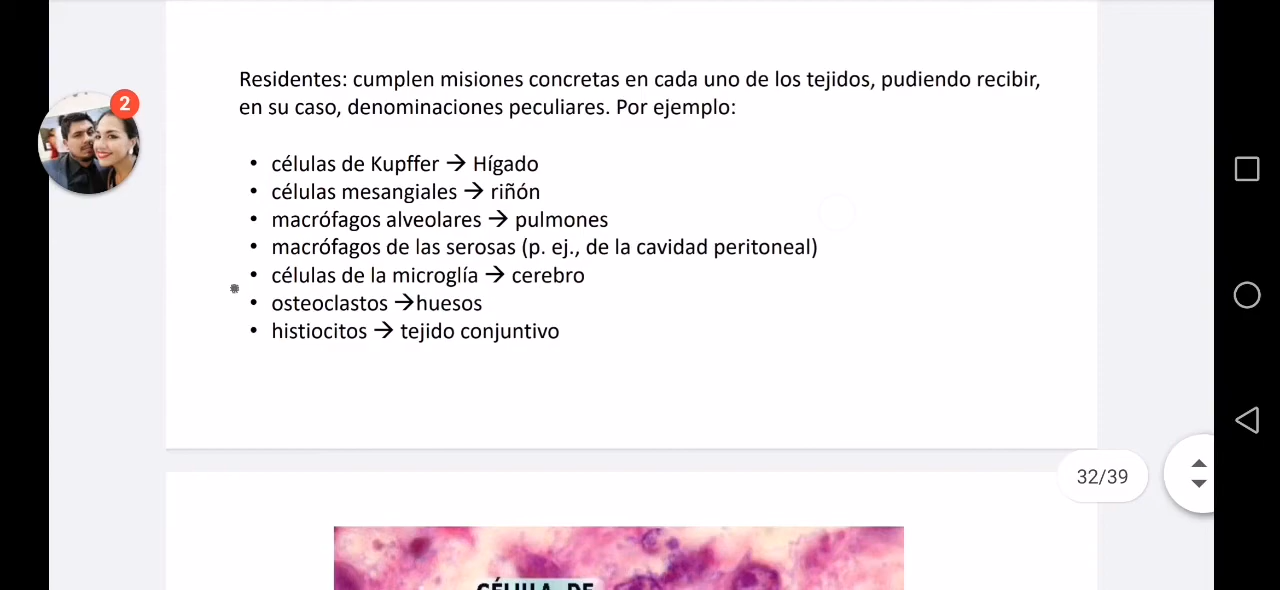 Residentes: cumplen misiones concretas en cada uno de los tejidos, pudiendo recibir,
en su caso, denominaciones peculiares. Por ejemplo:
2
• células de Kupffer → Hígado
• células mesangiales → riñón
• macrófagos alveolares → pulmones
• macrófagos de las serosas (p. ej., de la cavidad peritoneal)
• células de la microglía → cerebro
• osteoclastos →huesos
• histiocitos → tejido conjuntivo
32/39
CÉLULA DE